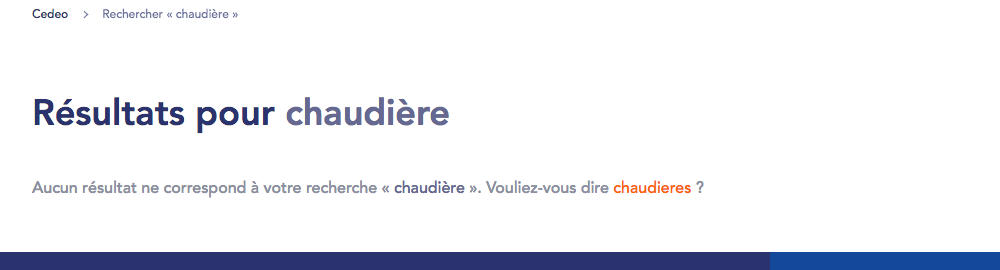 Cedeo > Rechercher « chaudière »
Résultats pour chaudière
Aucun résultat ne correspond à votre recherche « chaudière ». Vouliez-vous dire chaudieres ?